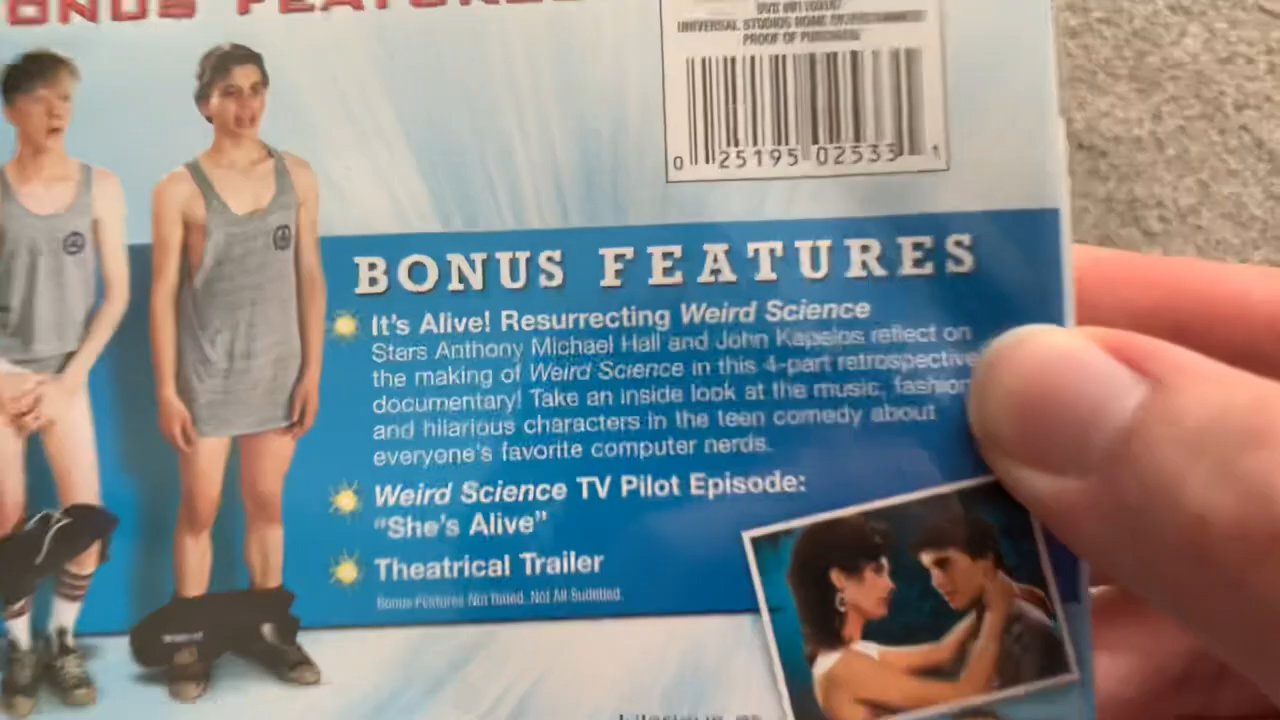 ONUS FEATURES
UNIVERSAL STUDIOS HOME ENTERTAINMENT
PROOF OF PURCHASE
0 25195 02533 1
BONUS FEATURES
It's Alive! Resurrecting Weird Science
Stars Anthony Michael Hall and John Kapelos reflect on
the making of Weird Science in this 4-part retrospective
documentary! Take an inside look at the music, fashion
and hilarious characters in the teen comedy about
everyone's favorite computer nerds.
Weird Science TV Pilot Episode:
"She's Alive"
Theatrical Trailer
Bonus Features Not Rated. Not All Subtitled.